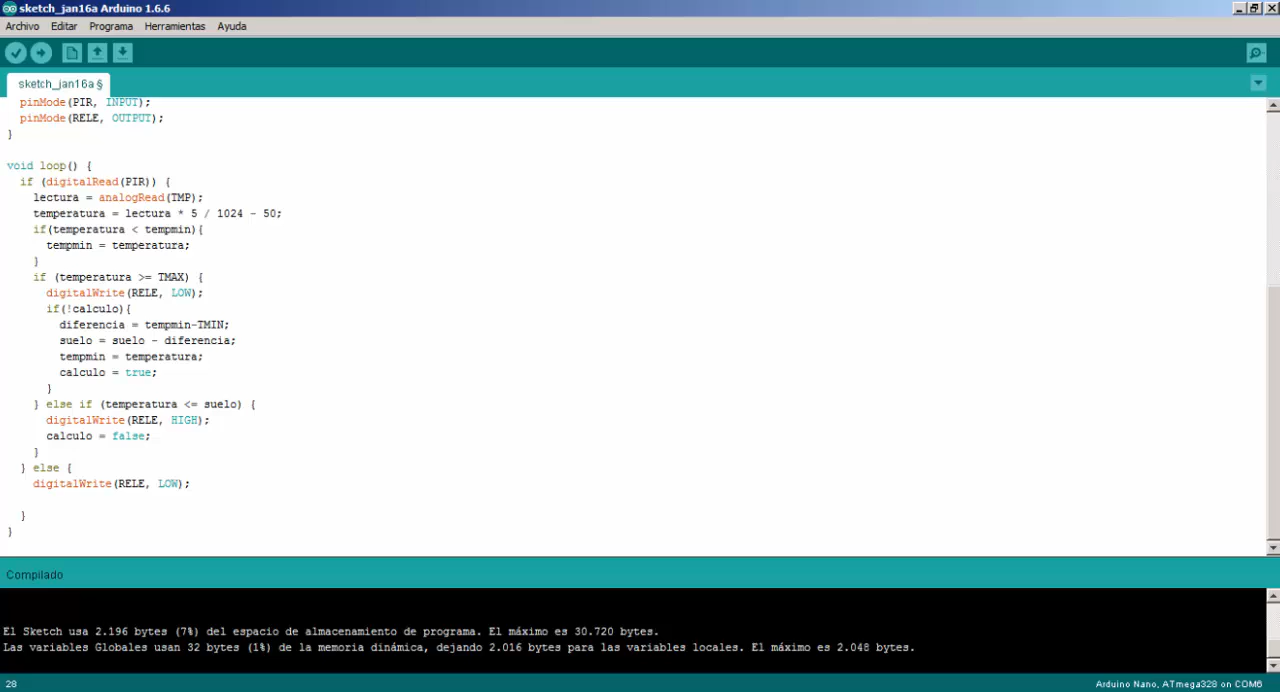 sketch_jan16a Arduino 1.6.6
Archivo Editar Programa Herramientas Ayuda
sketch_jan16a §
pinMode(PIR, INPUT);
pinMode(RELE, OUTPUT);
}
void loop() {
if (digitalRead(PIR)) {
lectura = analogRead(TMP);
temperatura = lectura * 5 / 1024 - 50;
if(temperatura < tempmin){
tempmin = temperatura;
}
if (temperatura >= TMAX) {
digitalWrite(RELE, LOW);
if(!calculo){
diferencia = tempmin-TMIN;
suelo = suelo - diferencia;
tempmin = temperatura;
calculo = true;
}
} else if (temperatura <= suelo) {
digitalWrite(RELE, HIGH);
calculo = false;
}
} else {
digitalWrite(RELE, LOW);
}
}
Compilado
El Sketch usa 2.196 bytes (7%) del espacio de almacenamiento de programa. El máximo es 30.720 bytes.
Las variables Globales usan 32 bytes (1%) de la memoria dinámica, dejando 2.016 bytes para las variables locales. El máximo es 2.048 bytes.
28 Arduino Nano, ATmega328 on COM6